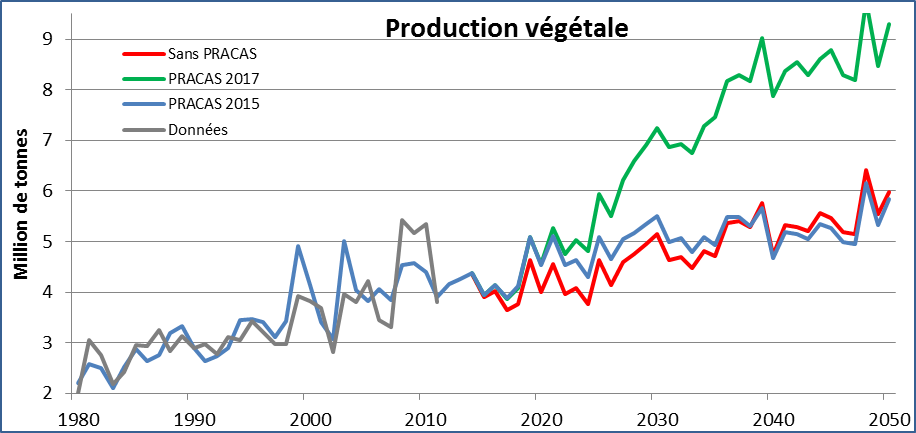 Production végétale
Sans PRACAS
PRACAS 2017
PRACAS 2015
Données
Million de tonnes
9
8
7
6
5
4
3
2
1980 1990 2000 2010 2020 2030 2040 2050